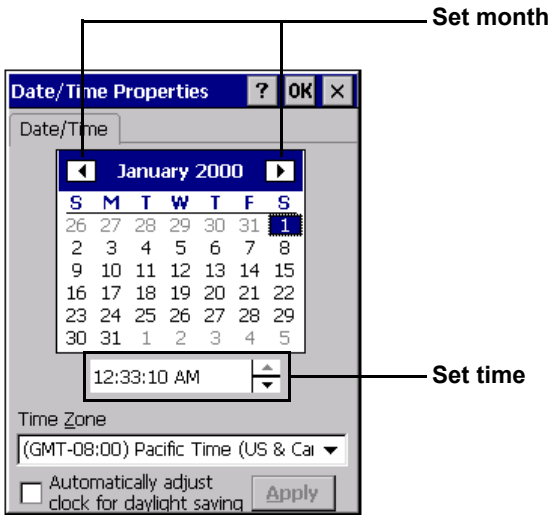 Set month
Date/Time Properties ? OK ×
Date/Time
January 2000
S M T W T F S
26 27 28 29 30 31 1
2 3 4 5 6 7 8
9 10 11 12 13 14 15
16 17 18 19 20 21 22
23 24 25 26 27 28 29
30 31 1 2 3 4 5
12:33:10 AM
Set time
Time Zone
(GMT-08:00) Pacific Time (US & Ca
Automatically adjust
clock for daylight saving
Apply